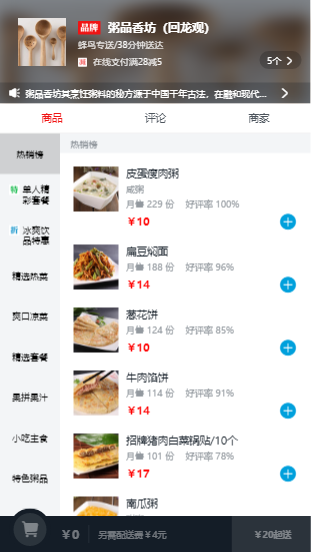 品牌 粥品香坊（回龙观）
蜂鸟专送/38分钟送达
减 在线支付满28减5
5个
粥品香坊其烹饪粥料的秘方源于中国千年古法，在融和现代...
商品 评论 商家
热销榜
特 单人精彩套餐
折 冰爽饮品特惠
精选热菜
爽口凉菜
精选套餐
果拼果汁
小吃主食
特色粥品
热销榜
皮蛋瘦肉粥
咸粥
月售 229 份 好评率 100%
¥10
扁豆焖面
月售 188 份 好评率 96%
¥14
葱花饼
月售 124 份 好评率 85%
¥10
牛肉馅饼
月售 114 份 好评率 91%
¥14
招牌猪肉白菜锅贴/10个
月售 101 份 好评率 78%
¥17
南瓜粥
¥0
另需配送费￥4元
￥20起送